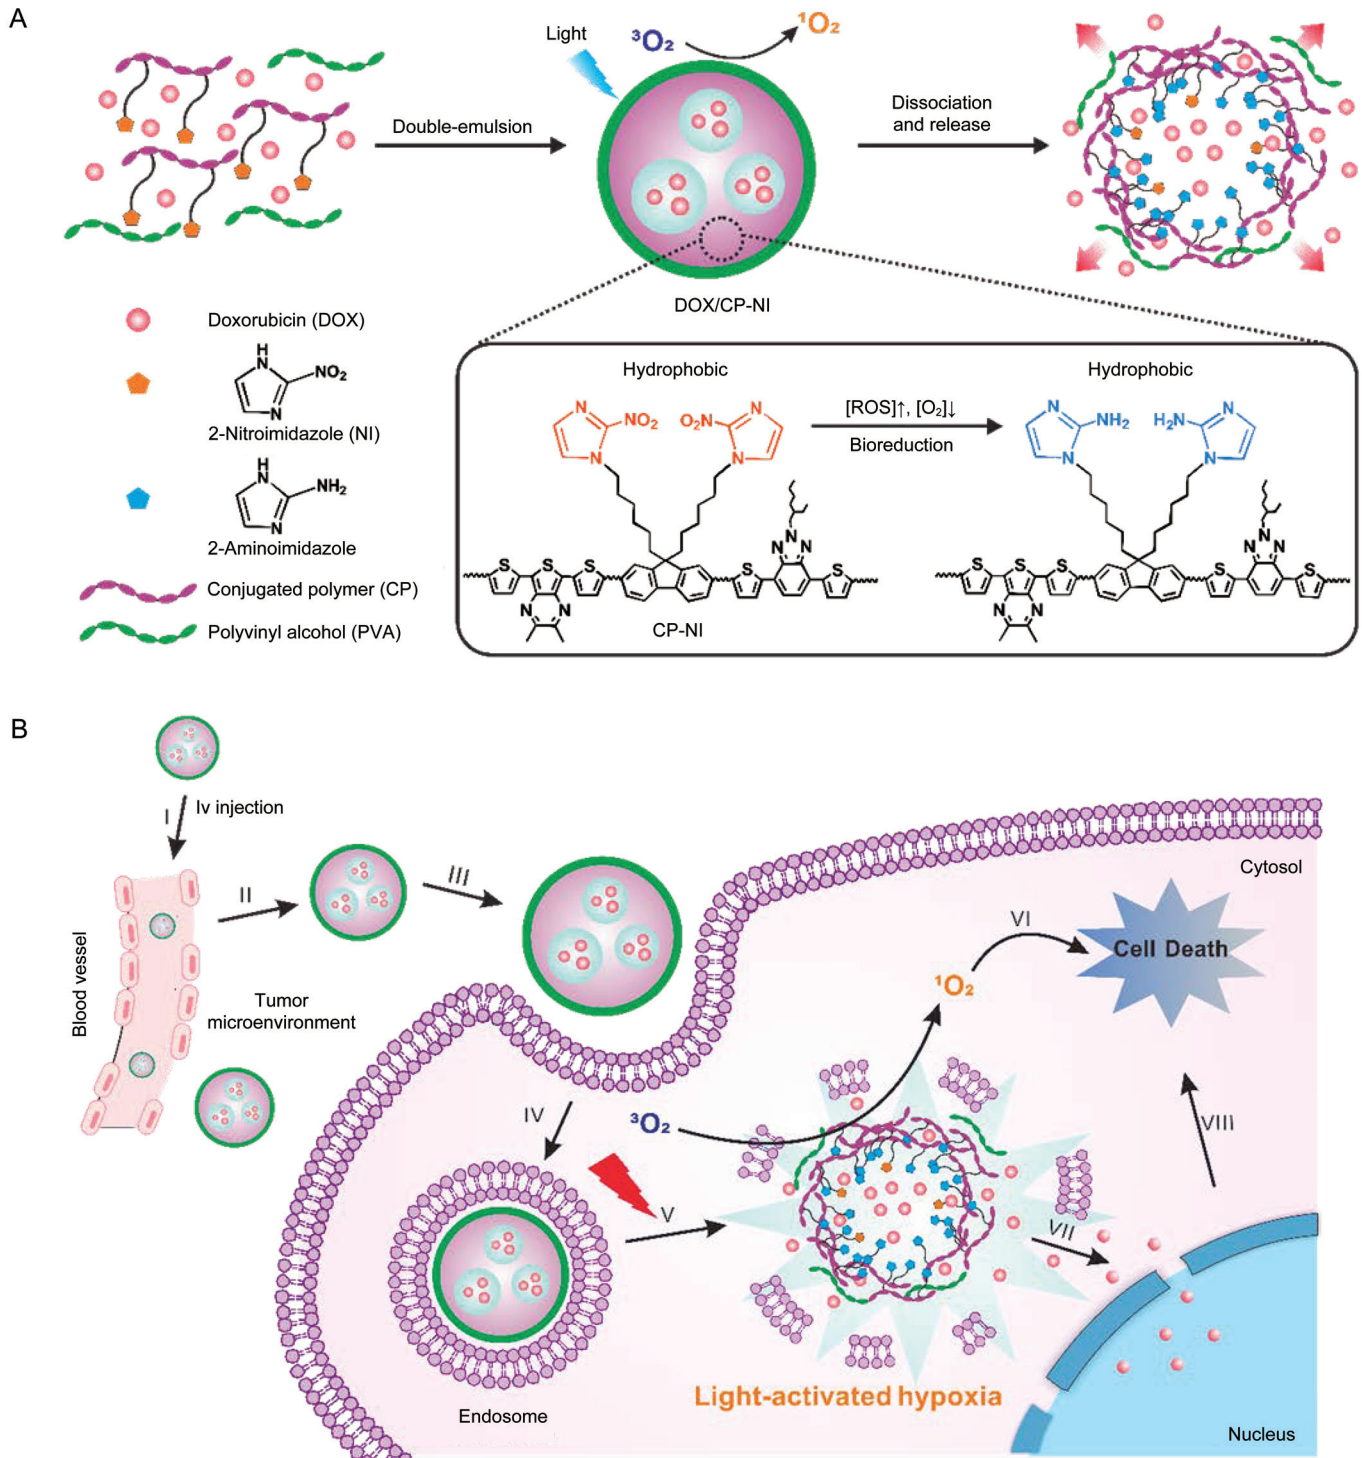 A
Light
³O₂
¹O₂
Double-emulsion
Dissociation
and release
DOX/CP-NI
Doxorubicin (DOX)
H
N
NO₂
N
2-Nitroimidazole (NI)
H
N
NH₂
N
2-Aminoimidazole
Conjugated polymer (CP)
Polyvinyl alcohol (PVA)
Hydrophobic
Hydrophobic
N
NO₂
O₂N
N
N
N
[ROS]↑, [O₂]↓
Bioreduction
N
NH₂
H₂N
N
N
N
S
S
S
S
S
N
N
N
N
N
CP-NI
S
S
S
S
S
N
N
N
N
N
B
I
Iv injection
II
III
Blood vessel
Tumor
microenvironment
Cytosol
VI
Cell Death
¹O₂
IV
³O₂
V
VII
VIII
Light-activated hypoxia
Endosome
Nucleus